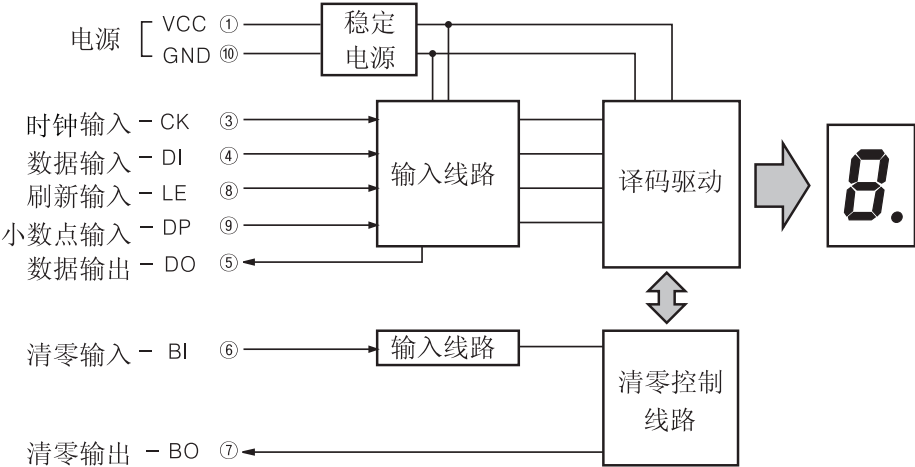 电源
VCC ①
GND ⑩
稳定
电源
时钟输入 - CK ③
数据输入 - DI ④
刷新输入 - LE ⑧
小数点输入 - DP ⑨
数据输出 - DO ⑤
输入线路
译码驱动
8.
清零输入 - BI ⑥
输入线路
清零控制
线路
清零输出 - BO ⑦